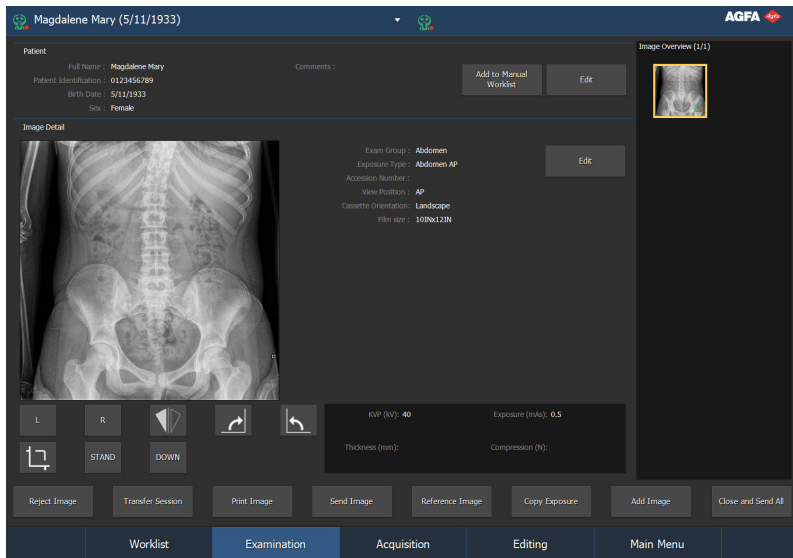 Magdalene Mary (5/11/1933)
AGFA
Patient
Full Name : Magdalene Mary
Patient Identification : 0123456789
Birth Date : 5/11/1933
Sex : Female
Comments :
Add to Manual
Worklist
Edit
Image Overview (1/1)
Image Detail
Exam Group : Abdomen
Exposure Type : Abdomen AP
Accession Number :
View Position : AP
Cassette Orientation: Landscape
Film size : 10INx12IN
Edit
L
R
STAND
DOWN
KVP (kV): 40
Exposure (mAs): 0.5
Thickness (mm):
Compression (N):
Reject Image
Transfer Session
Print Image
Send Image
Reference Image
Copy Exposure
Add Image
Close and Send All
Worklist
Examination
Acquisition
Editing
Main Menu